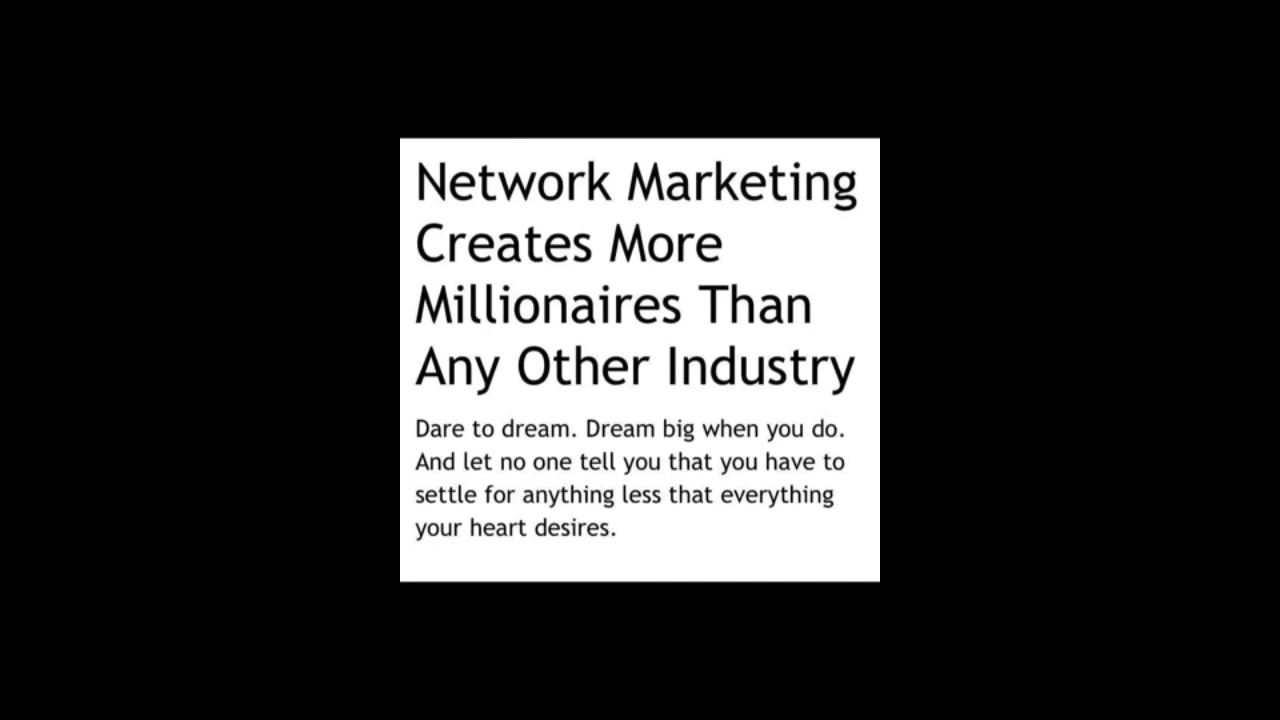 Network Marketing
Creates More
Millionaires Than
Any Other Industry
Dare to dream. Dream big when you do.
And let no one tell you that you have to
settle for anything less that everything
your heart desires.